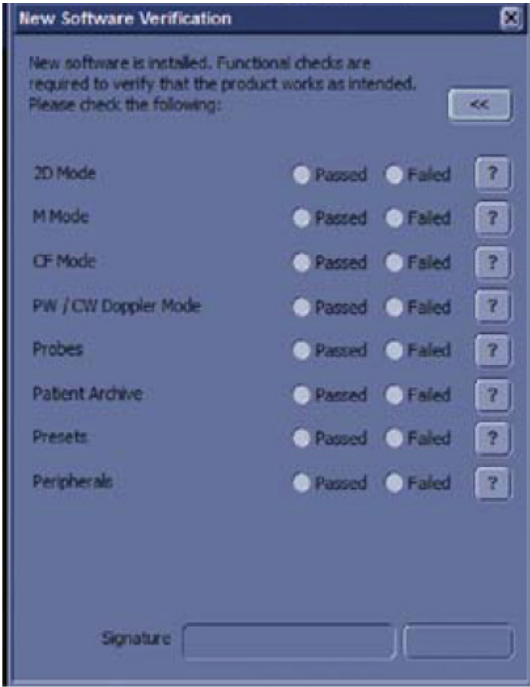 New Software Verification
New software is installed. Functional checks are
required to verify that the product works as intended.
Please check the following:
<<
2D Mode Passed Failed ?
M Mode Passed Failed ?
CF Mode Passed Failed ?
PW / CW Doppler Mode Passed Failed ?
Probes Passed Failed ?
Patient Archive Passed Failed ?
Presets Passed Failed ?
Peripherals Passed Failed ?
Signature